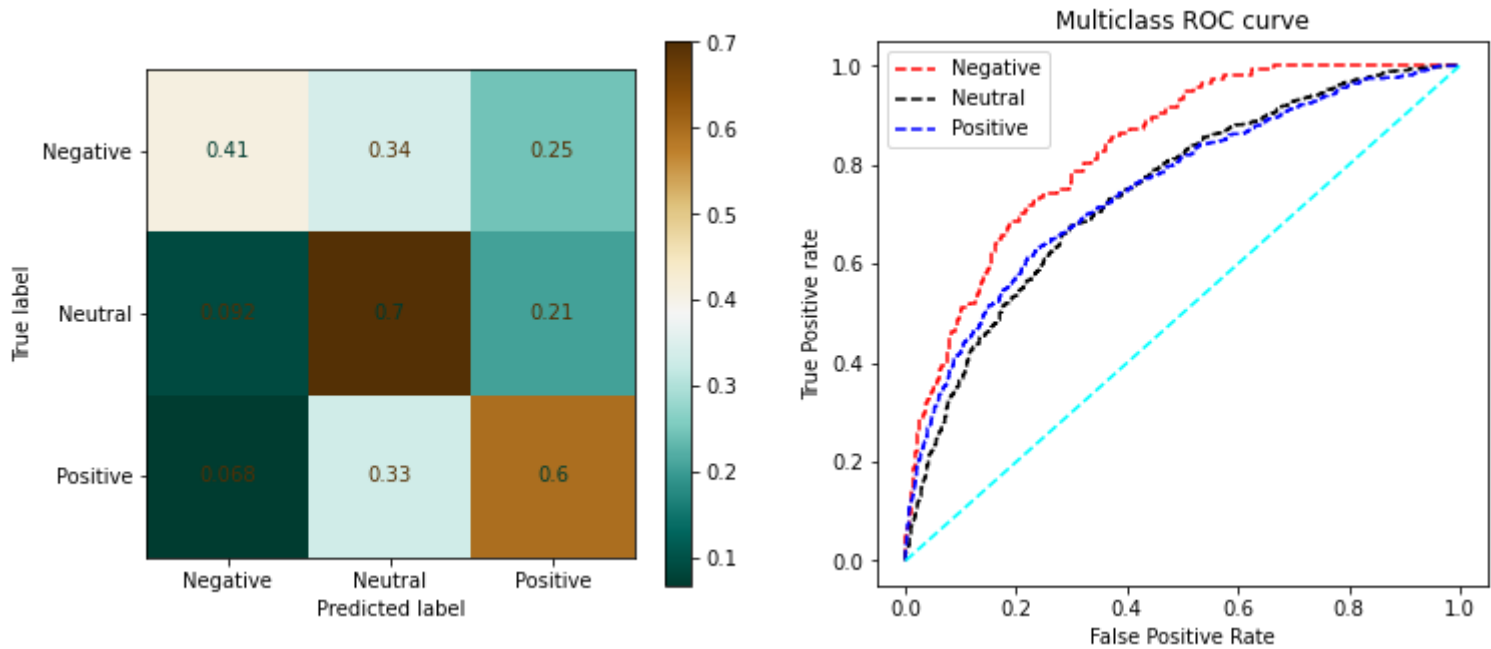 Negative
Neutral
Positive
True label
0.41 0.34 0.25
0.092 0.7 0.21
0.068 0.33 0.6
Negative Neutral Positive
Predicted label
0.7
0.6
0.5
0.4
0.3
0.2
0.1
Multiclass ROC curve
Negative
Neutral
Positive
True Positive rate
1.0
0.8
0.6
0.4
0.2
0.0
0.0 0.2 0.4 0.6 0.8 1.0
False Positive Rate